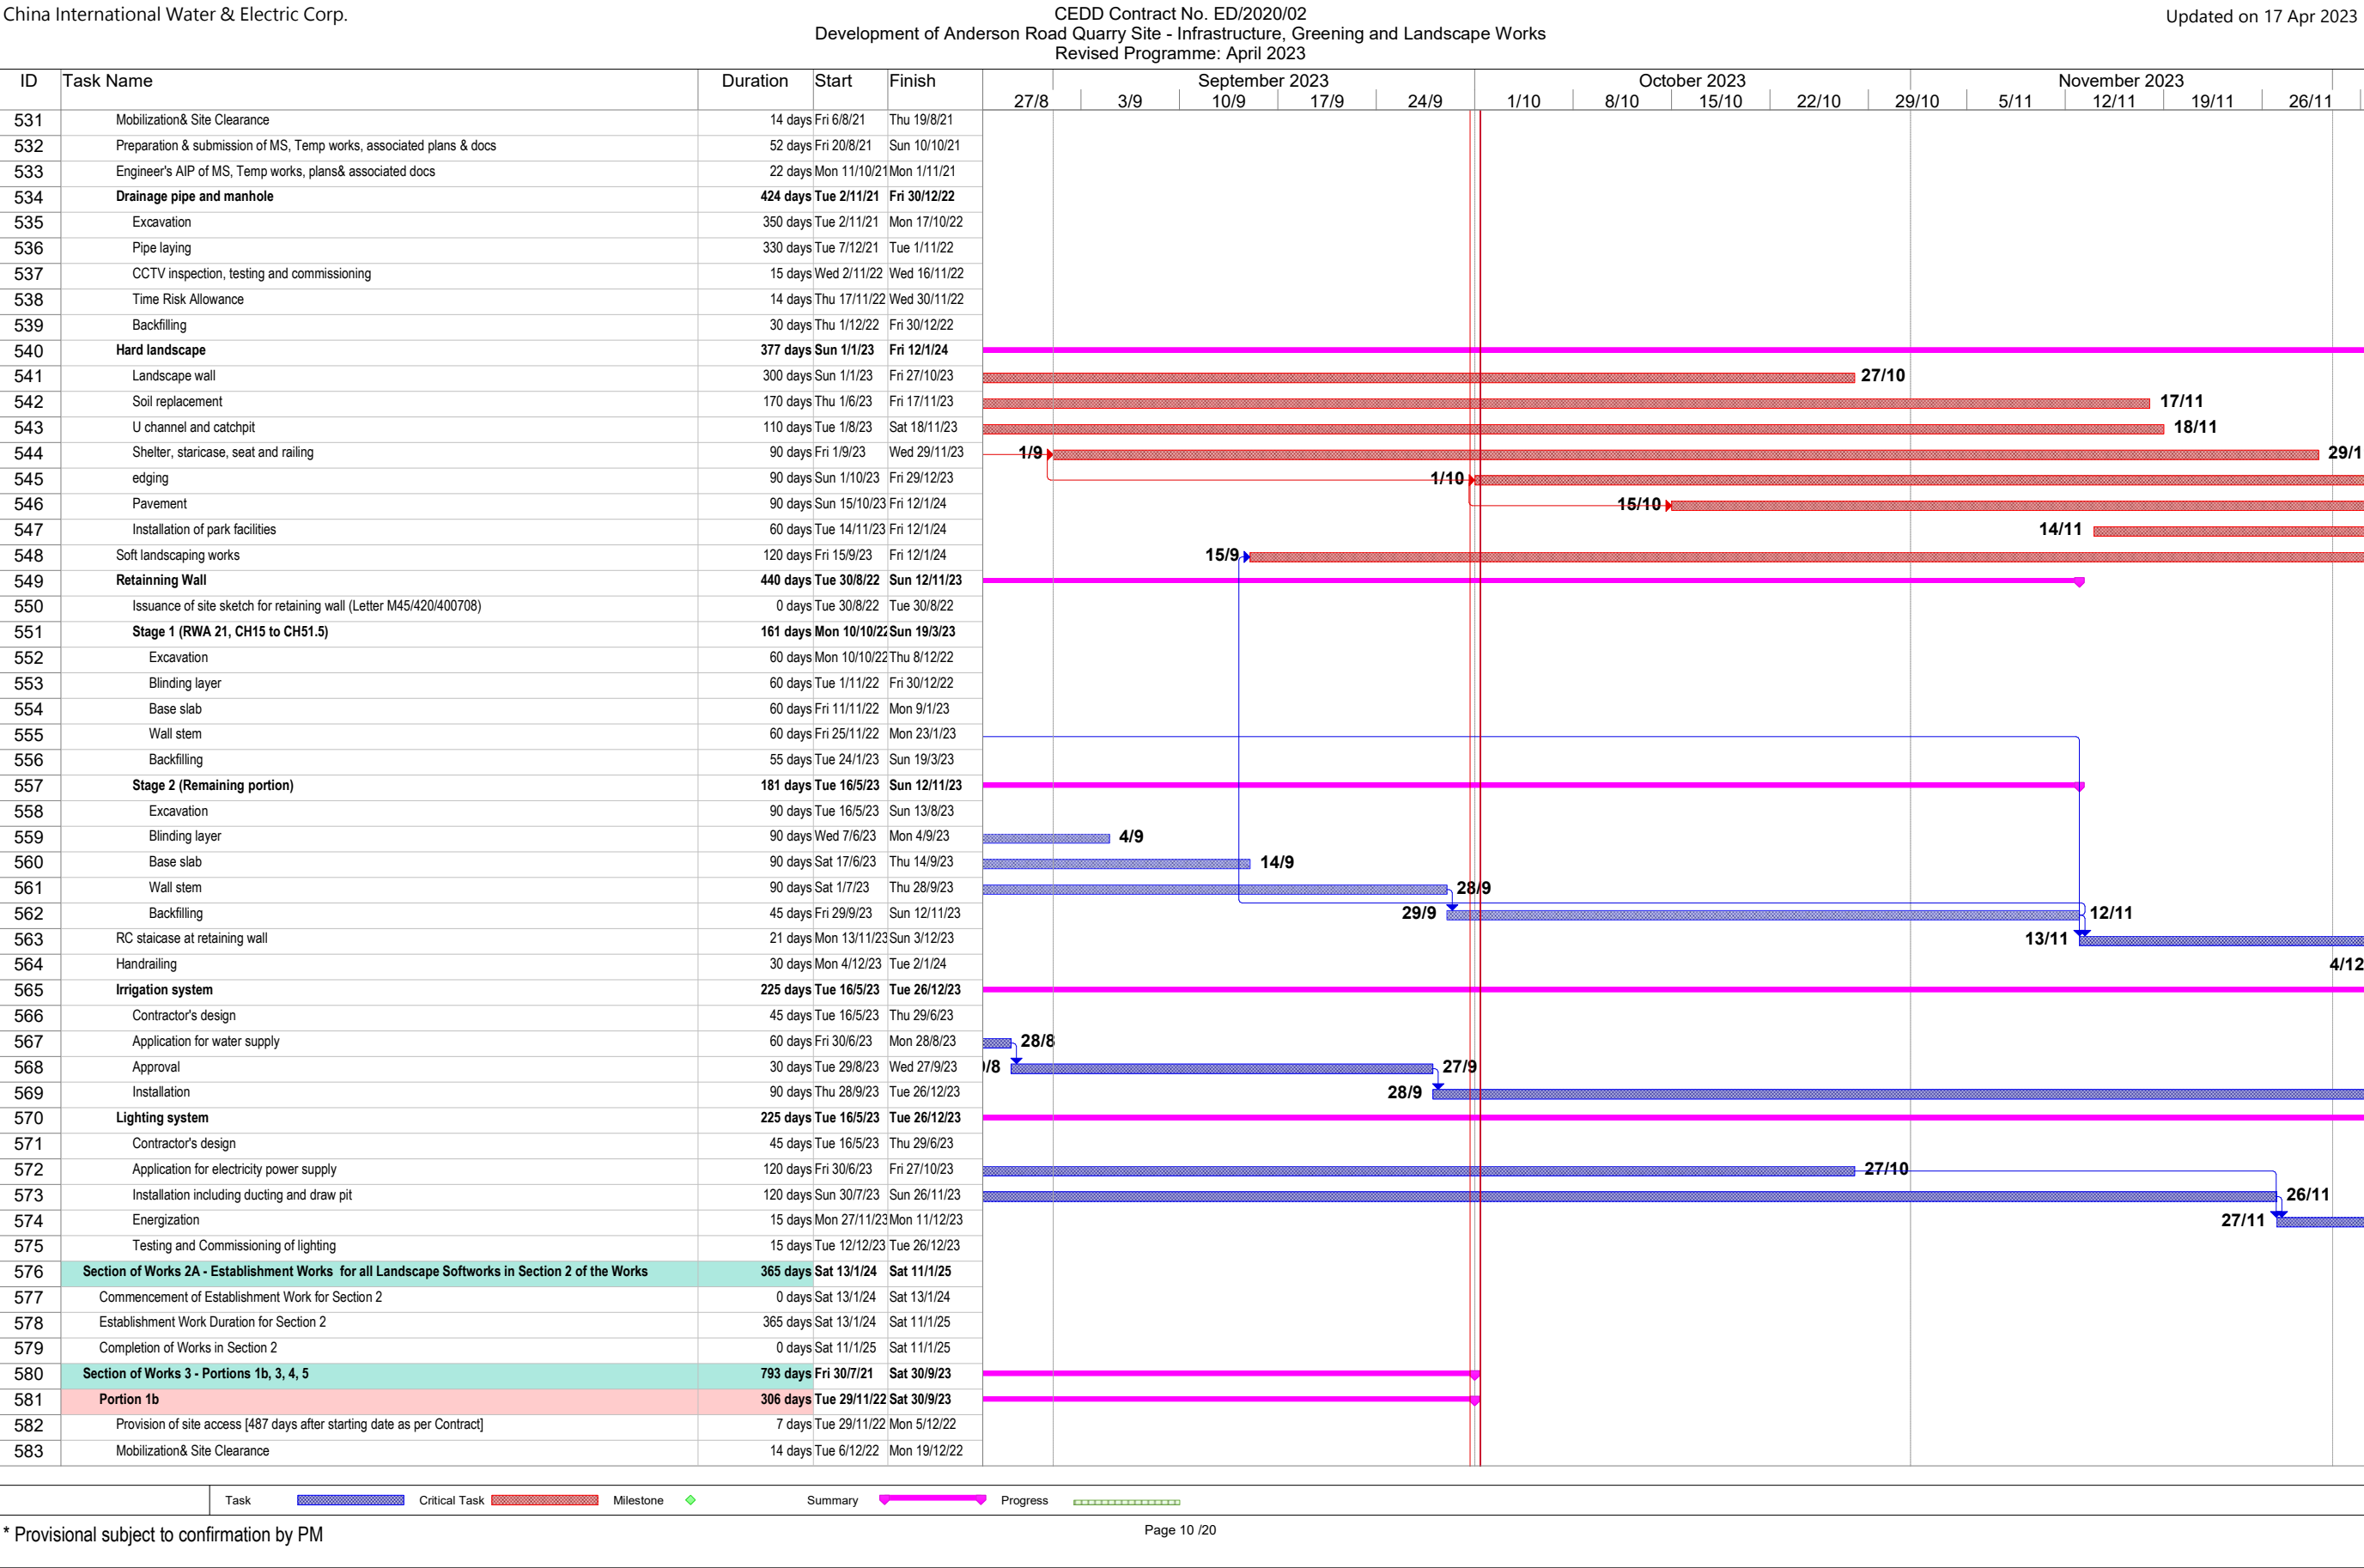 China International Water & Electric Corp.
CEDD Contract No. ED/2020/02
Updated on 17 Apr 2023
Development of Anderson Road Quarry Site - Infrastructure, Greening and Landscape Works
Revised Programme: April 2023
ID Task Name Duration Start Finish September 2023 October 2023 November 2023
27/8 3/9 10/9 17/9 24/9 1/10 8/10 15/10 22/10 29/10 5/11 12/11 19/11 26/11
531 Mobilization& Site Clearance 14 days Fri 6/8/21 Thu 19/8/21
532 Preparation & submission of MS, Temp works, associated plans & docs 52 days Fri 20/8/21 Sun 10/10/21
533 Engineer's AIP of MS, Temp works, plans& associated docs 22 days Mon 11/10/21 Mon 1/11/21
534 Drainage pipe and manhole 424 days Tue 2/11/21 Fri 30/12/22
535 Excavation 350 days Tue 2/11/21 Mon 17/10/22
536 Pipe laying 330 days Tue 7/12/21 Tue 1/11/22
537 CCTV inspection, testing and commissioning 15 days Wed 2/11/22 Wed 16/11/22
538 Time Risk Allowance 14 days Thu 17/11/22 Wed 30/11/22
539 Backfilling 30 days Thu 1/12/22 Fri 30/12/22
540 Hard landscape 377 days Sun 1/1/23 Fri 12/1/24
541 Landscape wall 300 days Sun 1/1/23 Fri 27/10/23 27/10
542 Soil replacement 170 days Thu 1/6/23 Fri 17/11/23 17/11
543 U channel and catchpit 110 days Tue 1/8/23 Sat 18/11/23 18/11
544 Shelter, staricase, seat and railing 90 days Fri 1/9/23 Wed 29/11/23 1/9 29/1
545 edging 90 days Sun 1/10/23 Fri 29/12/23 1/10
546 Pavement 90 days Sun 15/10/23 Fri 12/1/24 15/10
547 Installation of park facilities 60 days Tue 14/11/23 Fri 12/1/24 14/11
548 Soft landscaping works 120 days Fri 15/9/23 Fri 12/1/24 15/9
549 Retainning Wall 440 days Tue 30/8/22 Sun 12/11/23
550 Issuance of site sketch for retaining wall (Letter M45/420/400708) 0 days Tue 30/8/22 Tue 30/8/22
551 Stage 1 (RWA 21, CH15 to CH51.5) 161 days Mon 10/10/22 Sun 19/3/23
552 Excavation 60 days Mon 10/10/22 Thu 8/12/22
553 Blinding layer 60 days Tue 1/11/22 Fri 30/12/22
554 Base slab 60 days Fri 11/11/22 Mon 9/1/23
555 Wall stem 60 days Fri 25/11/22 Mon 23/1/23
556 Backfilling 55 days Tue 24/1/23 Sun 19/3/23
557 Stage 2 (Remaining portion) 181 days Tue 16/5/23 Sun 12/11/23
558 Excavation 90 days Tue 16/5/23 Sun 13/8/23
559 Blinding layer 90 days Wed 7/6/23 Mon 4/9/23 4/9
560 Base slab 90 days Sat 17/6/23 Thu 14/9/23 14/9
561 Wall stem 90 days Sat 1/7/23 Thu 28/9/23 28/9
562 Backfilling 45 days Fri 29/9/23 Sun 12/11/23 29/9 12/11
563 RC staicase at retaining wall 21 days Mon 13/11/23 Sun 3/12/23 13/11
564 Handrailing 30 days Mon 4/12/23 Tue 2/1/24 4/12
565 Irrigation system 225 days Tue 16/5/23 Tue 26/12/23
566 Contractor's design 45 days Tue 16/5/23 Thu 29/6/23
567 Application for water supply 60 days Fri 30/6/23 Mon 28/8/23 28/8
568 Approval 30 days Tue 29/8/23 Wed 27/9/23 /8 27/9
569 Installation 90 days Thu 28/9/23 Tue 26/12/23 28/9
570 Lighting system 225 days Tue 16/5/23 Tue 26/12/23
571 Contractor's design 45 days Tue 16/5/23 Thu 29/6/23
572 Application for electricity power supply 120 days Fri 30/6/23 Fri 27/10/23 27/10
573 Installation including ducting and draw pit 120 days Sun 30/7/23 Sun 26/11/23 26/11
574 Energization 15 days Mon 27/11/23 Mon 11/12/23 27/11
575 Testing and Commissioning of lighting 15 days Tue 12/12/23 Tue 26/12/23
576 Section of Works 2A - Establishment Works for all Landscape Softworks in Section 2 of the Works 365 days Sat 13/1/24 Sat 11/1/25
577 Commencement of Establishment Work for Section 2 0 days Sat 13/1/24 Sat 13/1/24
578 Establishment Work Duration for Section 2 365 days Sat 13/1/24 Sat 11/1/25
579 Completion of Works in Section 2 0 days Sat 11/1/25 Sat 11/1/25
580 Section of Works 3 - Portions 1b, 3, 4, 5 793 days Fri 30/7/21 Sat 30/9/23
581 Portion 1b 306 days Tue 29/11/22 Sat 30/9/23
582 Provision of site access [487 days after starting date as per Contract] 7 days Tue 29/11/22 Mon 5/12/22
583 Mobilization& Site Clearance 14 days Tue 6/12/22 Mon 19/12/22
Task Critical Task Milestone Summary Progress
* Provisional subject to confirmation by PM
Page 10 /20